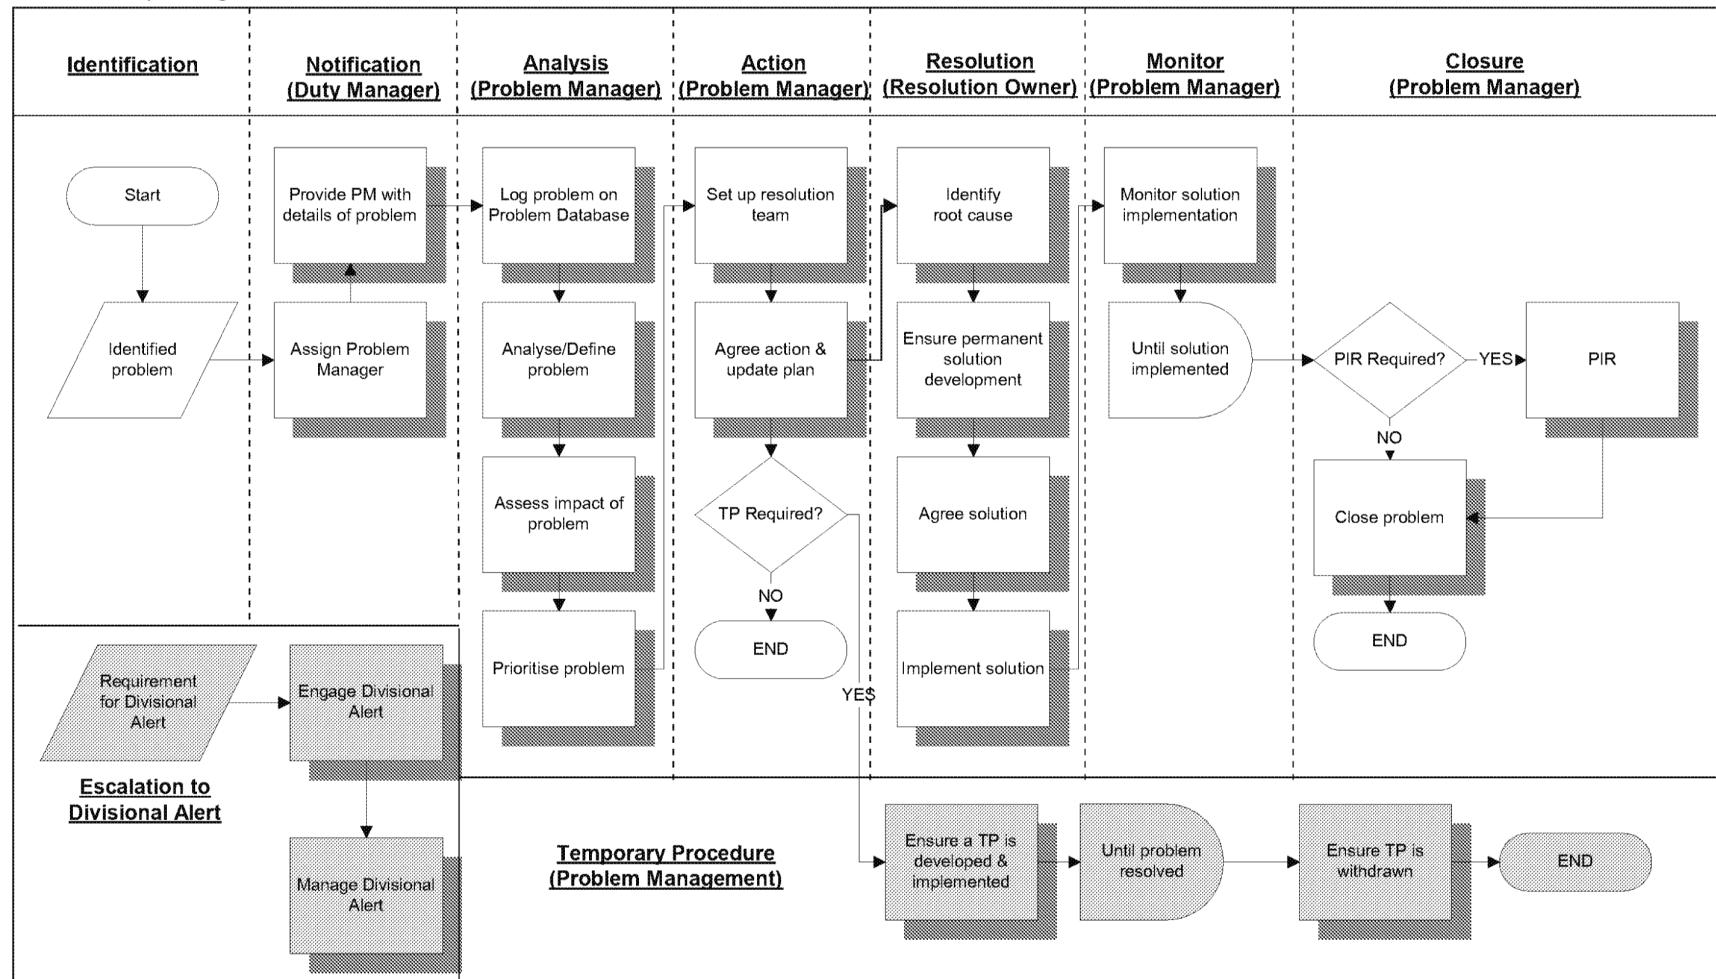 Identification
Notification
(Duty Manager)
Analysis
(Problem Manager)
Action
(Problem Manager)
Resolution
(Resolution Owner)
Monitor
(Problem Manager)
Closure
(Problem Manager)
Start
Identified
problem
Provide PM with
details of problem
Assign Problem
Manager
Log problem on
Problem Database
Analyse/Define
problem
Assess impact of
problem
Prioritise problem
Set up resolution
team
Agree action &
update plan
TP Required?
NO
END
YES
Identify
root cause
Ensure permanent
solution
development
Agree solution
Implement solution
Monitor solution
implementation
Until solution
implemented
PIR Required?
YES
PIR
NO
Close problem
END
Requirement
for Divisional
Alert
Engage Divisional
Alert
Escalation to
Divisional Alert
Manage Divisional
Alert
Temporary Procedure
(Problem Management)
Ensure a TP is
developed &
implemented
Until problem
resolved
Ensure TP is
withdrawn
END